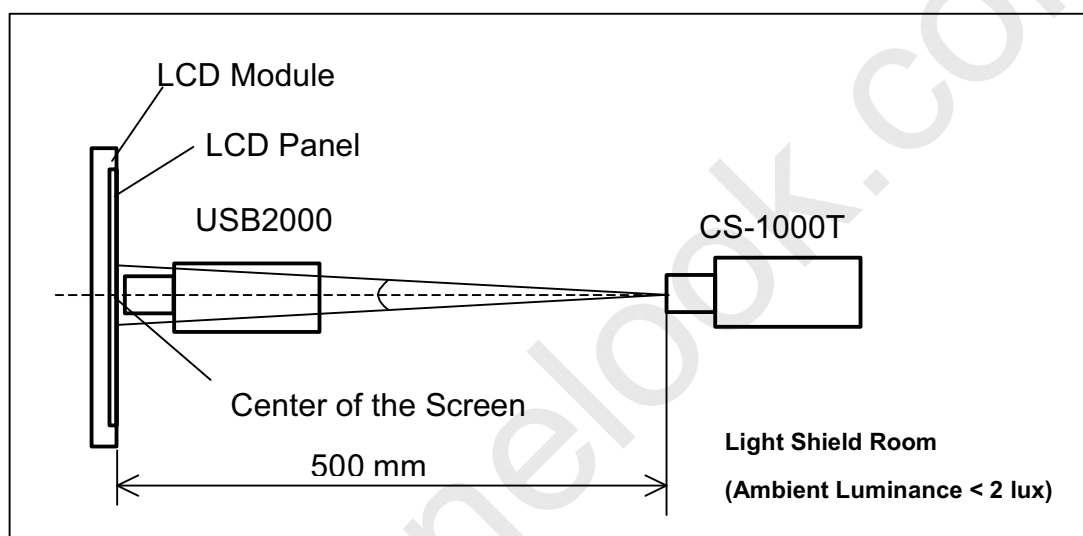 LCD Module
LCD Panel
USB2000
CS-1000T
Center of the Screen
500 mm
Light Shield Room
(Ambient Luminance < 2 lux)